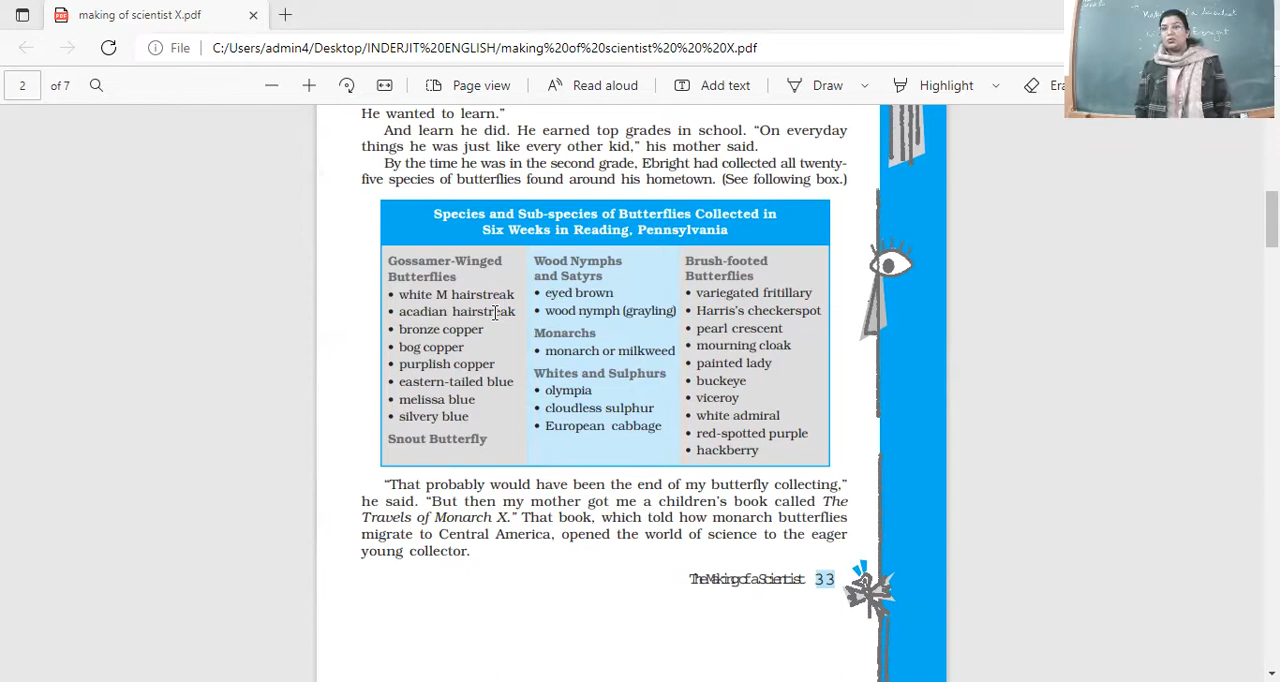 making of scientist X.pdf
File C:/Users/admin4/Desktop/INDERJIT%20ENGLISH/making%20of%20scientist%20%20%20X.pdf
2 of 7 Page view Read aloud Add text Draw Highlight
He wanted to learn."
And learn he did. He earned top grades in school. "On everyday
things he was just like every other kid," his mother said.
By the time he was in the second grade, Ebright had collected all twenty-
five species of butterflies found around his hometown. (See following box.)
Species and Sub-species of Butterflies Collected in
Six Weeks in Reading, Pennsylvania
Gossamer-Winged
Butterflies
• white M hairstreak
• acadian hairstreak
• bronze copper
• bog copper
• purplish copper
• eastern-tailed blue
• melissa blue
• silvery blue
Snout Butterfly
Wood Nymphs
and Satyrs
• eyed brown
• wood nymph (grayling)
Monarchs
• monarch or milkweed
Whites and Sulphurs
• olympia
• cloudless sulphur
• European cabbage
Brush-footed
Butterflies
• variegated fritillary
• Harris's checkerspot
• pearl crescent
• mourning cloak
• painted lady
• buckeye
• viceroy
• white admiral
• red-spotted purple
• hackberry
"That probably would have been the end of my butterfly collecting,"
he said. "But then my mother got me a children's book called The
Travels of Monarch X." That book, which told how monarch butterflies
migrate to Central America, opened the world of science to the eager
young collector.
The Making of a Scientist 33